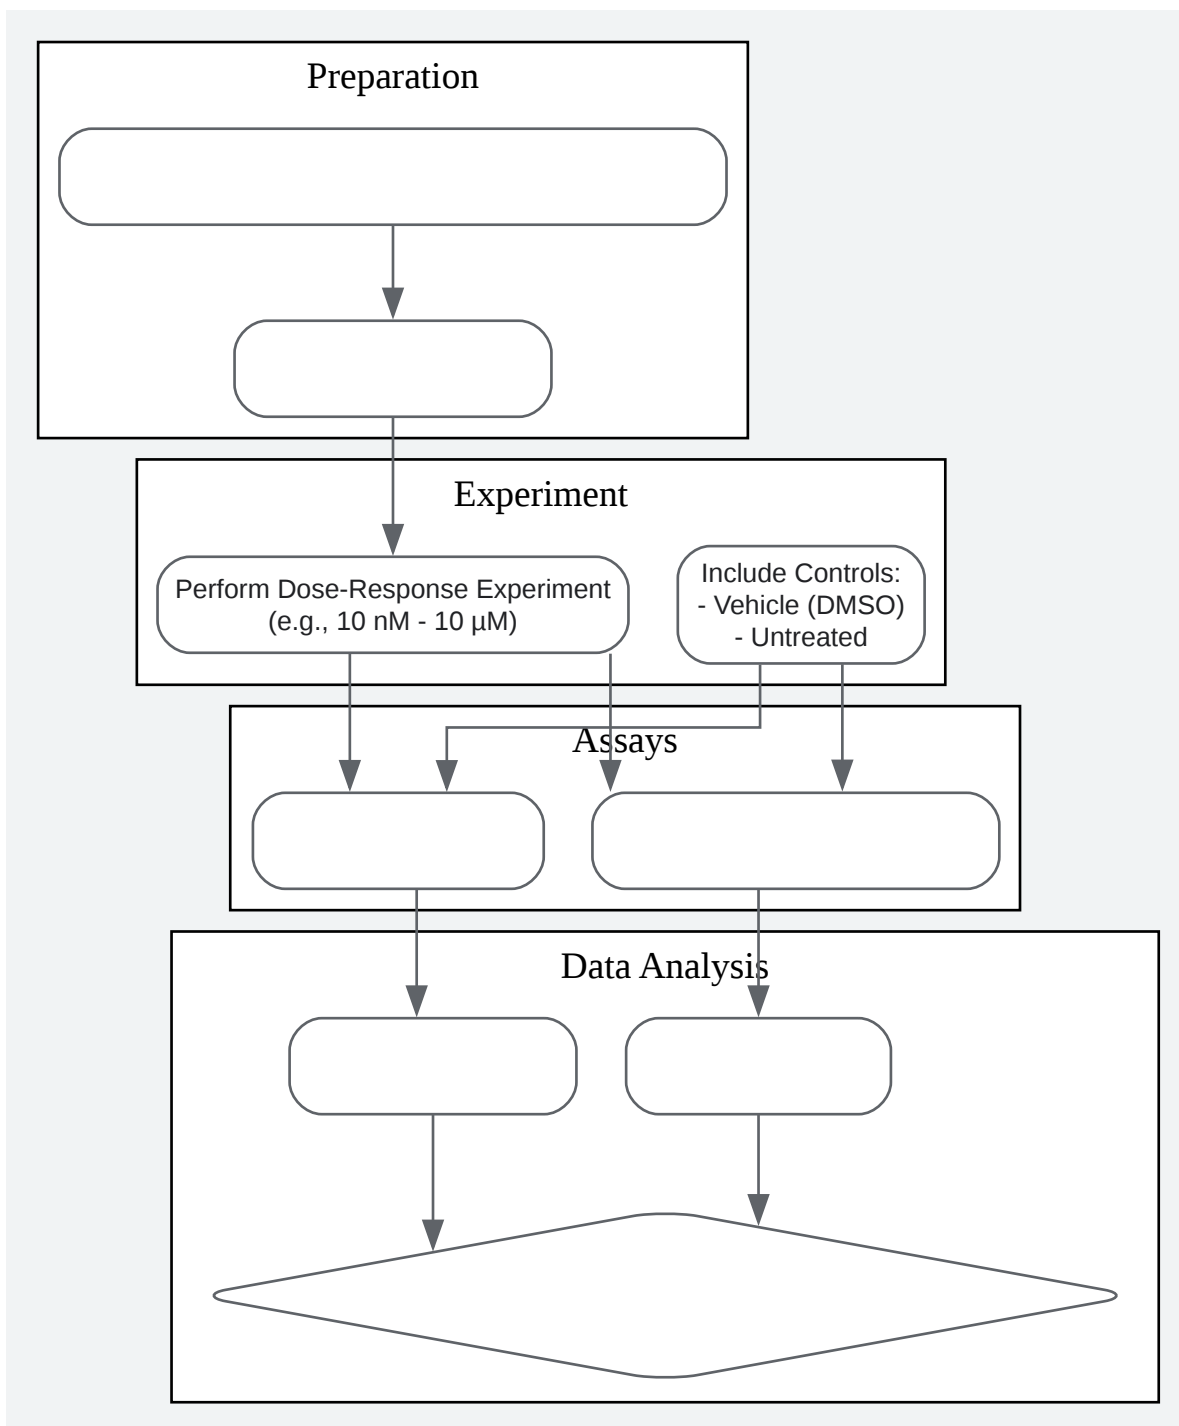 Preparation
Experiment
Perform Dose-Response Experiment
(e.g., 10 nM - 10 µM)
Include Controls:
- Vehicle (DMSO)
- Untreated
Assays
Data Analysis